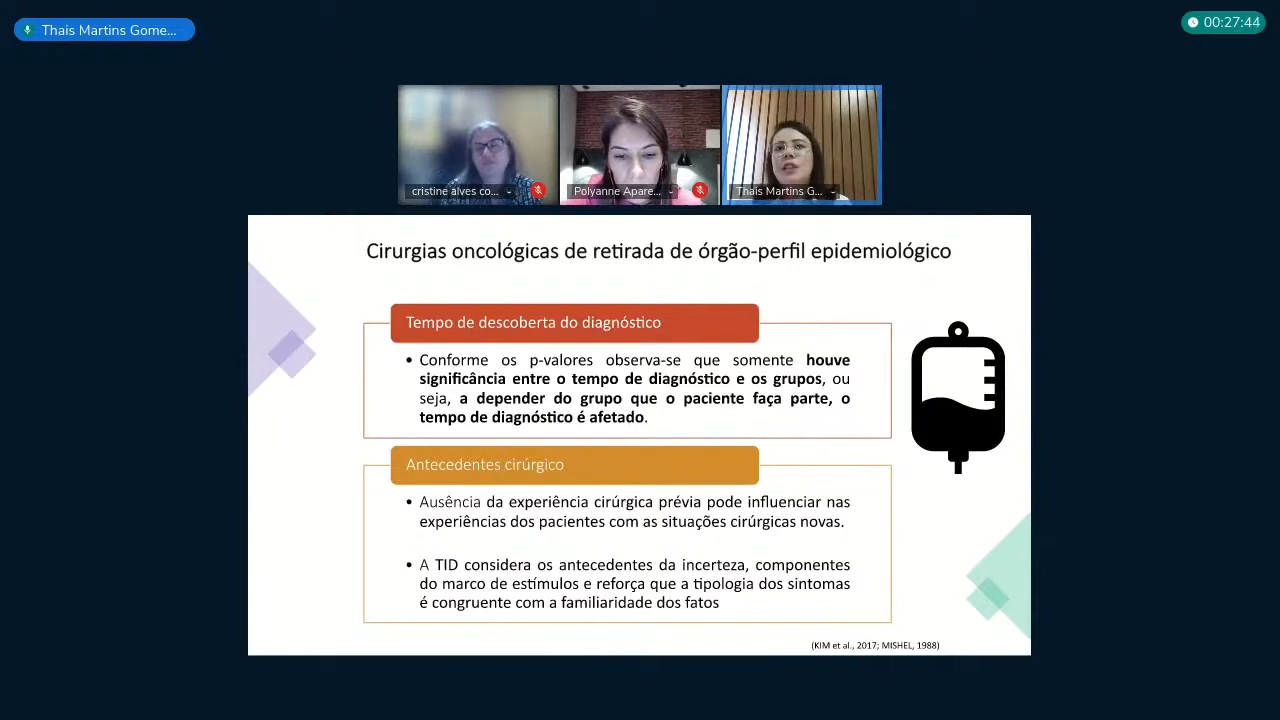 Thais Martins Gome...
00:27:44
cristine alves co...
Polyanne Apare...
Thais Martins G...
Cirurgias oncológicas de retirada de órgão-perfil epidemiológico
Tempo de descoberta do diagnóstico
• Conforme os p-valores observa-se que somente houve
significância entre o tempo de diagnóstico e os grupos, ou
seja, a depender do grupo que o paciente faça parte, o
tempo de diagnóstico é afetado.
Antecedentes cirúrgico
• Ausência da experiência cirúrgica prévia pode influenciar nas
experiências dos pacientes com as situações cirúrgicas novas.
• A TID considera os antecedentes da incerteza, componentes
do marco de estímulos e reforça que a tipologia dos sintomas
é congruente com a familiaridade dos fatos
(KIM et al., 2017; MISHEL, 1988)